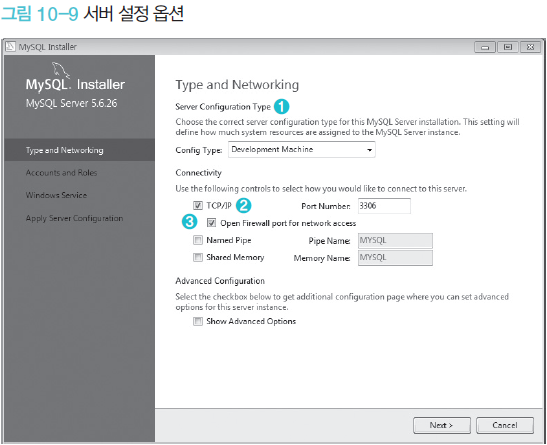 그림 10-9 서버 설정 옵션
MySQL Installer
MySQL. Installer
MySQL Server 5.6.26
Type and Networking
Accounts and Roles
Windows Service
Apply Server Configuration
Type and Networking
Server Configuration Type 1
Choose the correct server configuration type for this MySQL Server installation. This setting will
define how much system resources are assigned to the MySQL Server instance.
Config Type: Development Machine
Connectivity
Use the following controls to select how you would like to connect to this server.
TCP/IP 2 Port Number: 3306
3 Open Firewall port for network access
Named Pipe Pipe Name: MYSQL
Shared Memory Memory Name: MYSQL
Advanced Configuration
Select the checkbox below to get additional configuration page where you can set advanced
options for this server instance.
Show Advanced Options
Next > Cancel